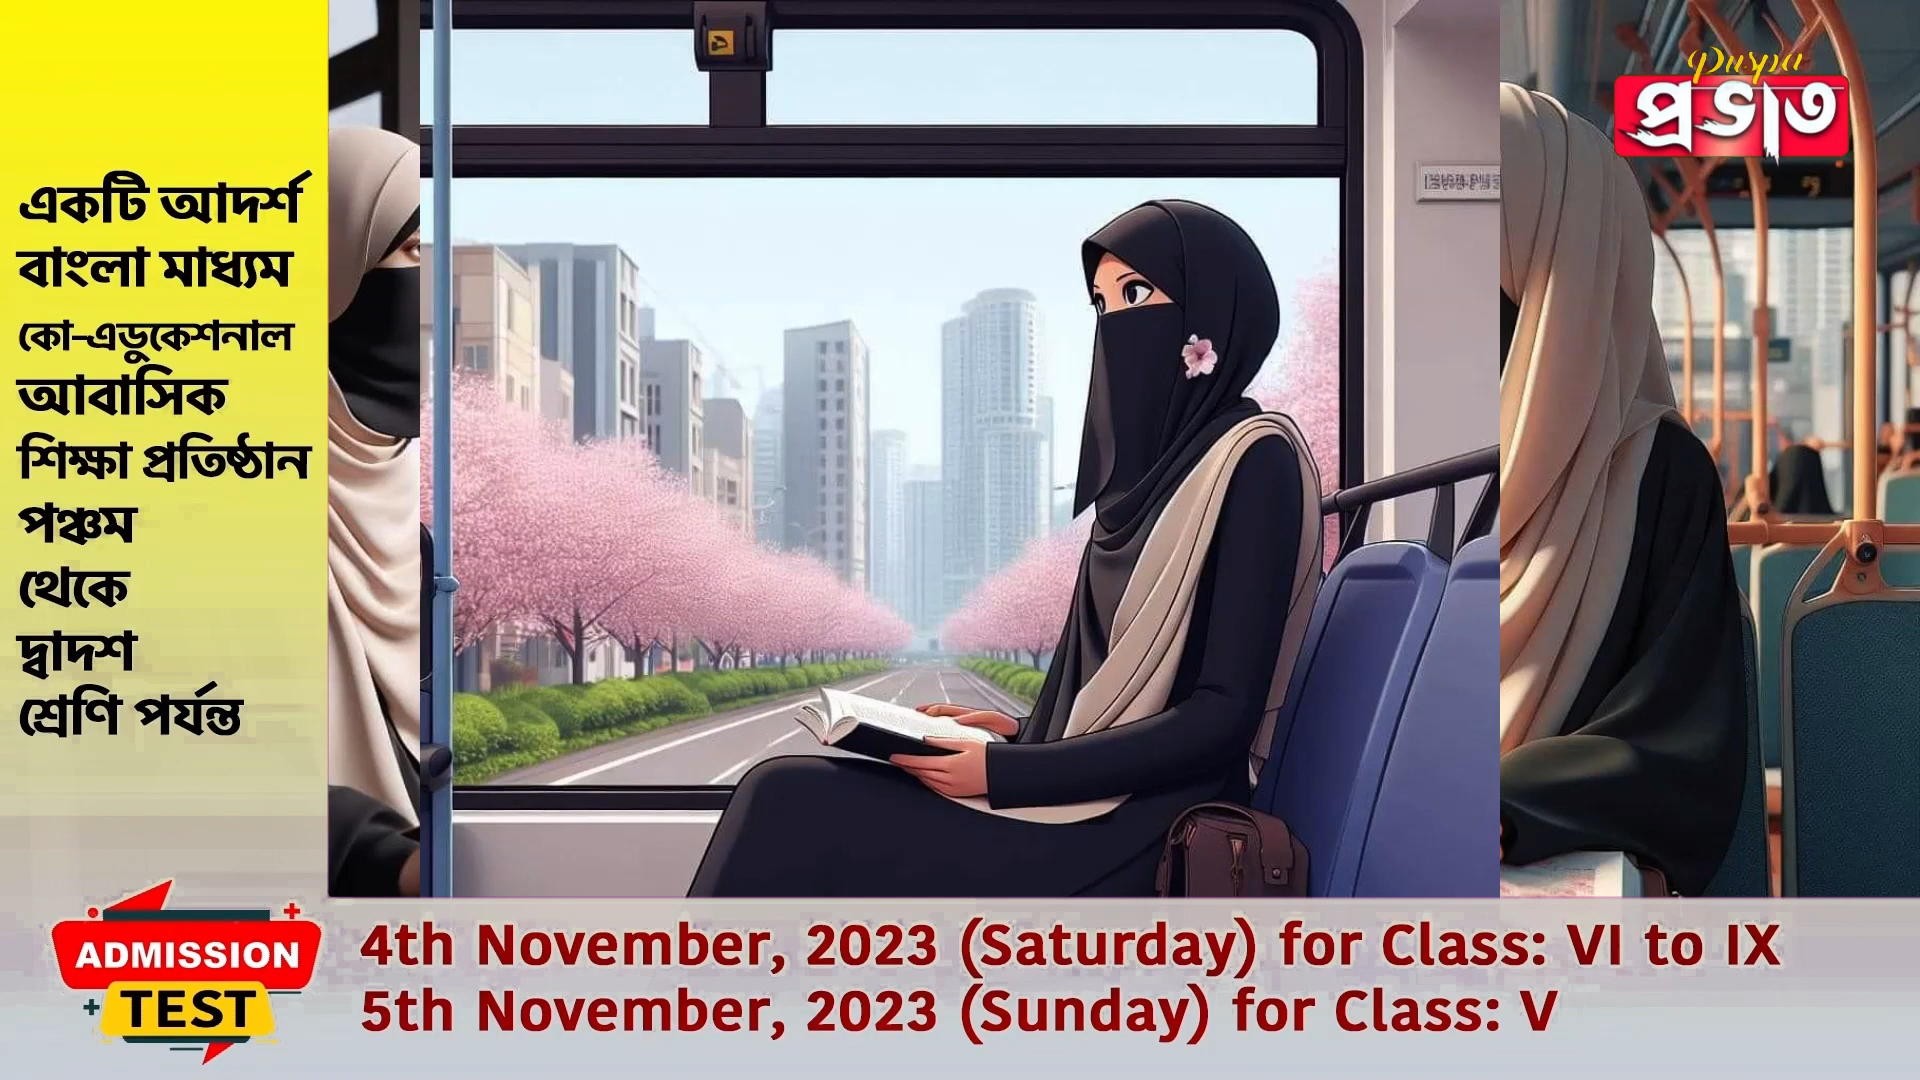 একটি আদর্শ
বাংলা মাধ্যম
কো-এডুকেশনাল
আবাসিক
শিক্ষা প্রতিষ্ঠান
পঞ্চম
থেকে
দ্বাদশ
শ্রেণি পর্যন্ত
Puspa
প্রভাত
ADMISSION
TEST
4th November, 2023 (Saturday) for Class: VI to IX
5th November, 2023 (Sunday) for Class: V